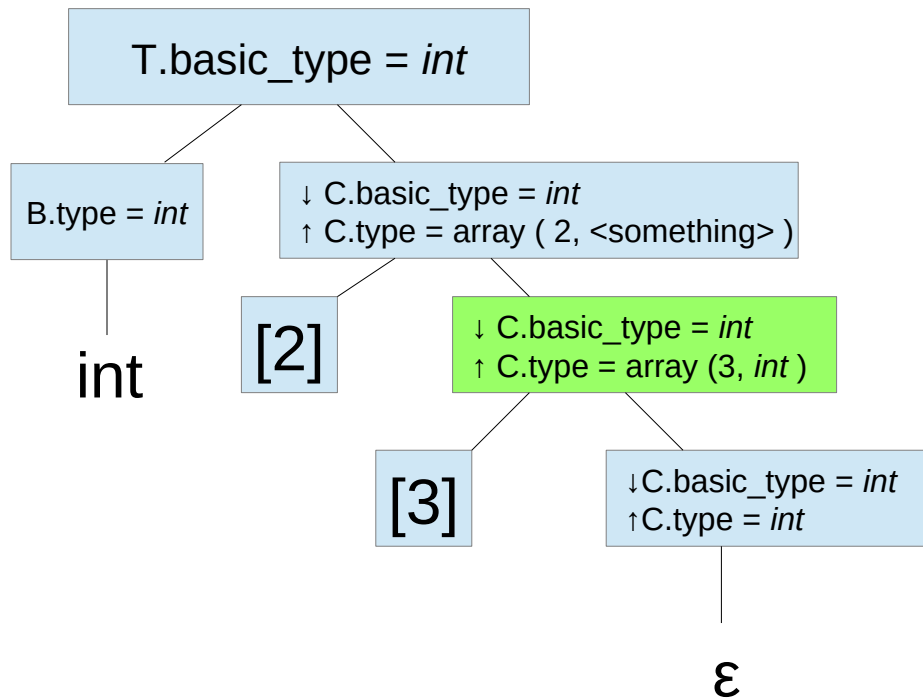 T.basic_type = int
B.type = int
↓ C.basic_type = int
↑ C.type = array ( 2, <something> )
int
[2]
↓ C.basic_type = int
↑ C.type = array (3, int )
[3]
↓C.basic_type = int
↑C.type = int
ε